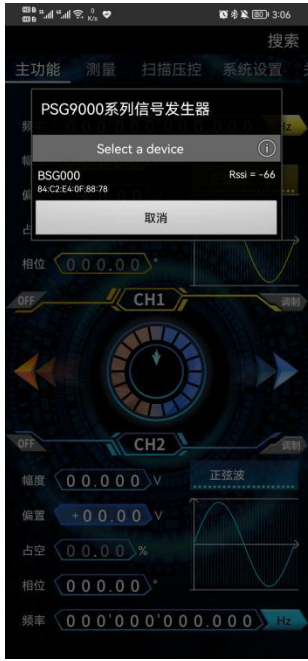 0
K/s
60
3:06
搜索
主功能 测量 扫描压控 系统设置
PSG9000系列信号发生器
Select a device
BSG000 Rssi = -66
84:C2:E4:0F:88:78
取消
Hz
相位 000.00 °
OFF CH1 调制
OFF CH2 调制
幅度 00.000 V 正弦波
偏置 +00.00 V
占空 00.00 %
相位 000.00 °
频率 000'000'000.000 Hz